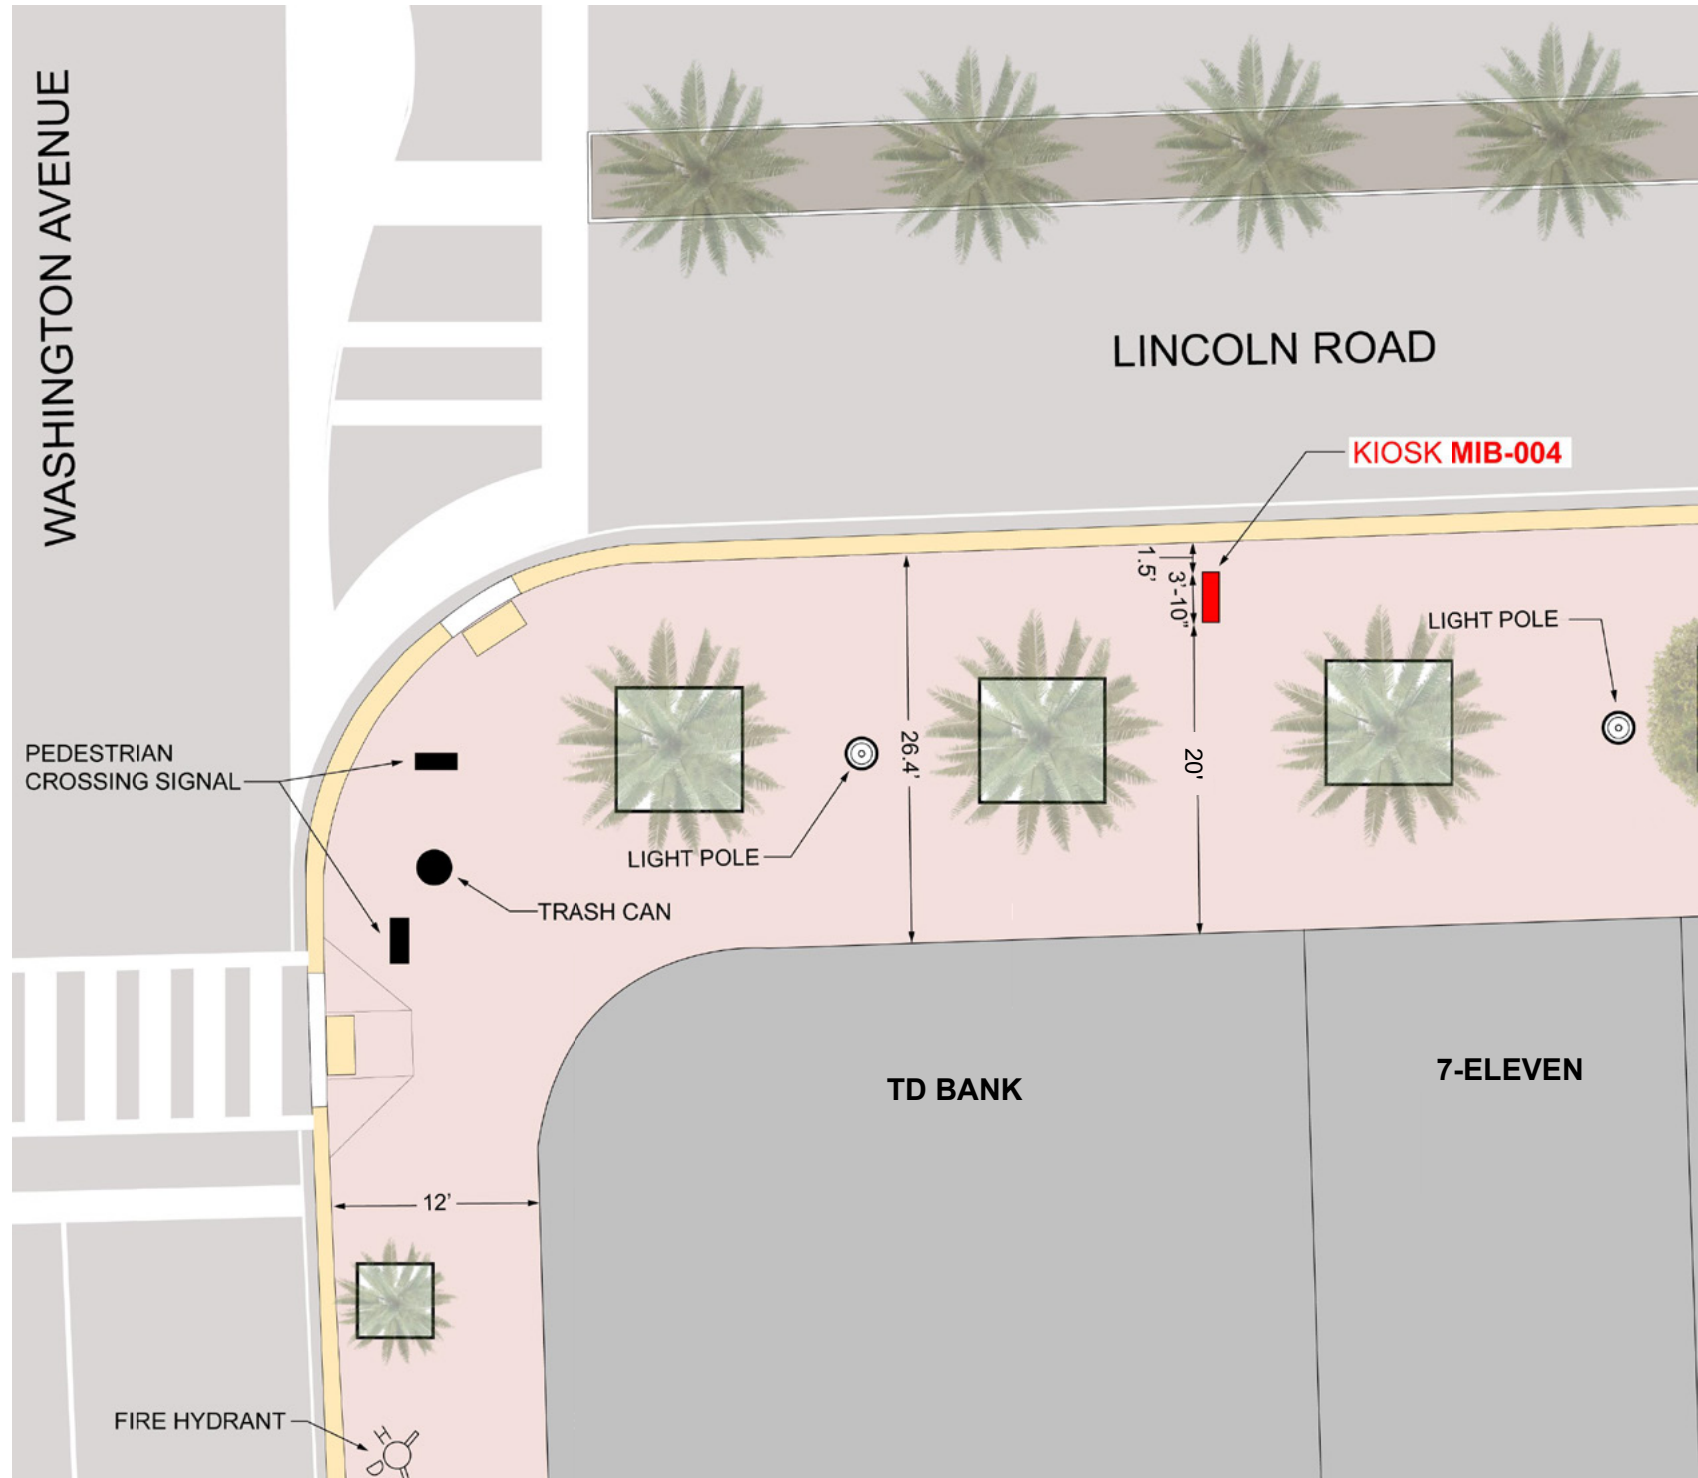 WASHINGTON AVENUE
LINCOLN ROAD
KIOSK MIB-004
1.5'
3'-10"
LIGHT POLE
26.4'
20'
PEDESTRIAN
CROSSING SIGNAL
LIGHT POLE
TRASH CAN
TD BANK
7-ELEVEN
12'
FIRE HYDRANT
H
D